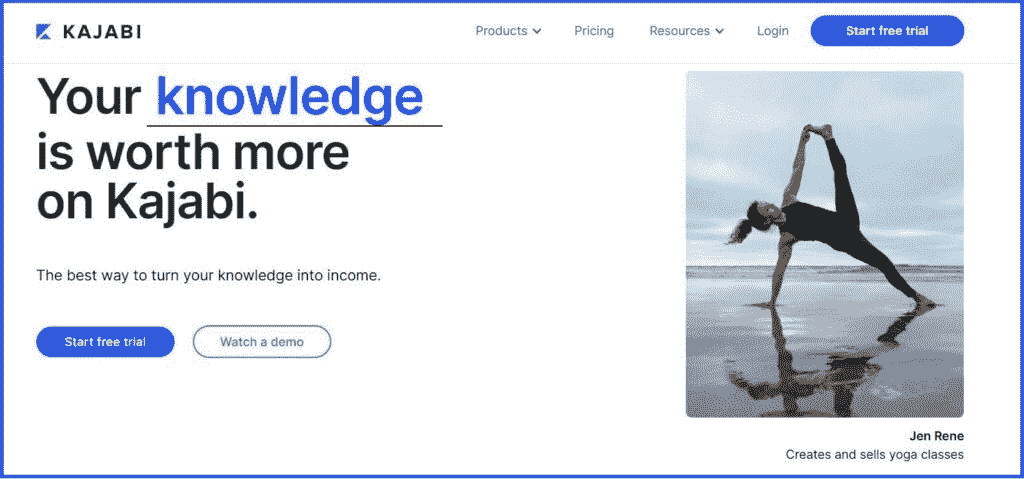 KAJABI
Products
Pricing
Resources
Login
Start free trial
Your knowledge
is worth more
on Kajabi.
The best way to turn your knowledge into income.
Start free trial
Watch a demo
Jen Rene
Creates and sells yoga classes